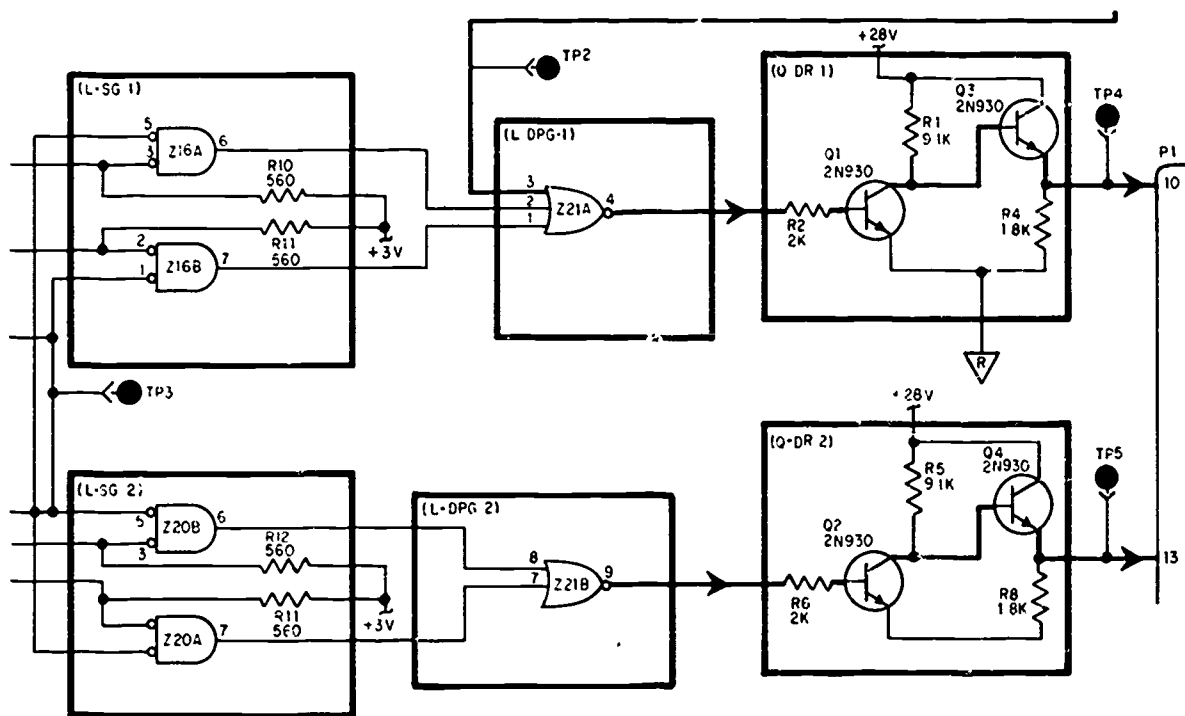 TP2
+28V
(L-SG 1)
(Q DR 1)
(L DPG-1)
Q3
2N930
TP4
5
3
Z16A
6
R1
9.1K
R10
560
Q1
2N930
P1
10
3
2
1
Z21A
4
R11
560
+3V
R2
2K
R4
1.8K
2
1
Z16B
7
R
TP3
+28V
(Q-DR 2)
(L-SG 2)
(L-DPG 2)
Q4
2N930
TP5
R5
9.1K
5
3
Z20B
6
R12
560
Q2
2N930
8
7
Z21B
9
13
R11
560
+3V
R6
2K
R8
1.8K
Z20A
7